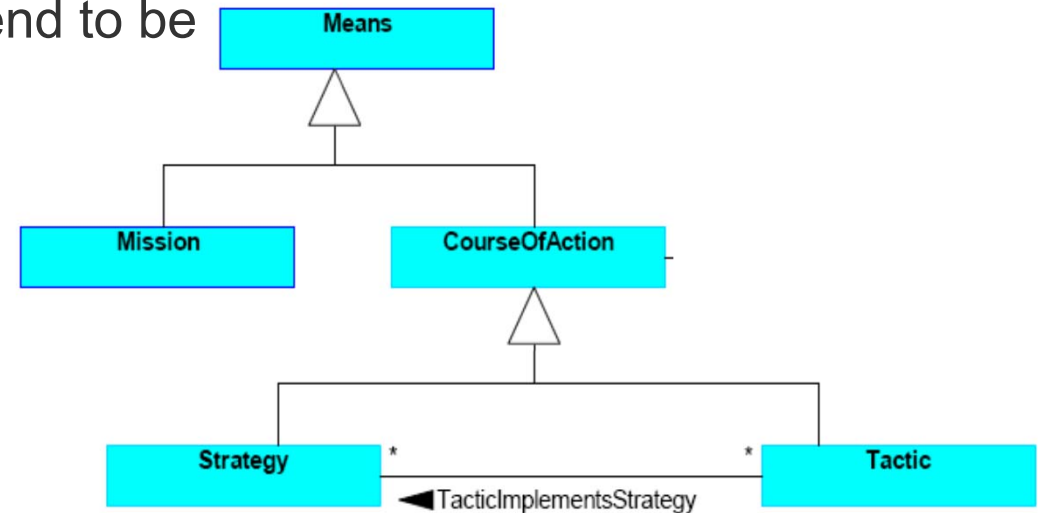 end to be
Means
Mission
CourseOfAction
Strategy
*
*
Tactic
TacticImplementsStrategy